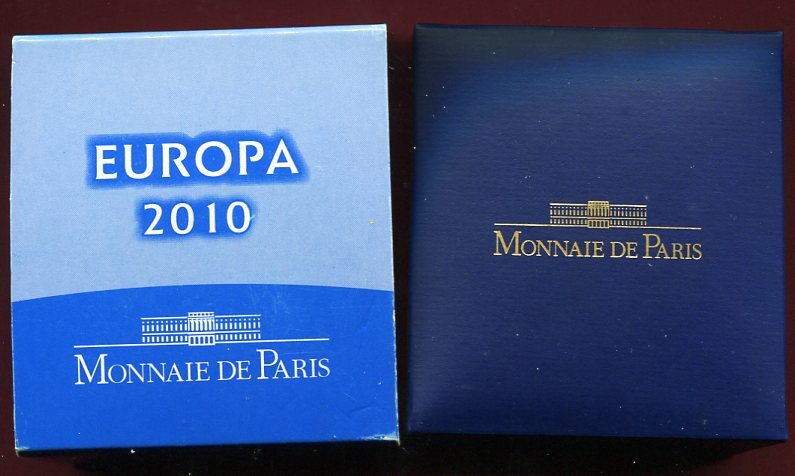 EUROPA
2010
MONNAIE DE PARIS
MONNAIE DE PARIS